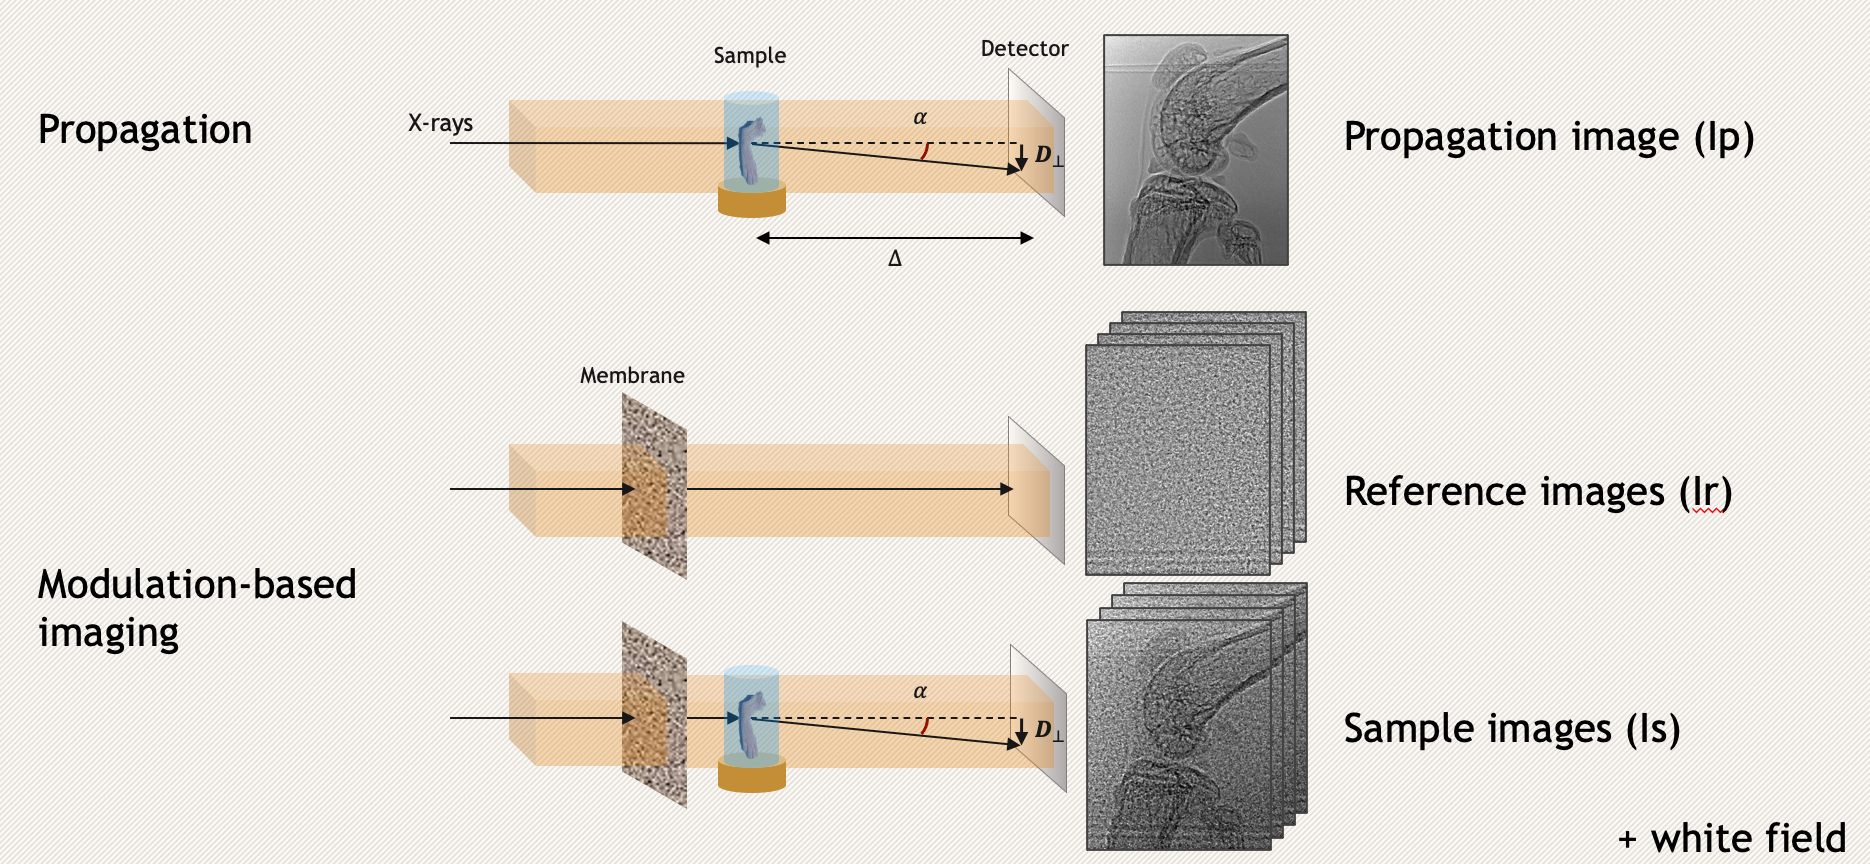 Sample
Detector
Propagation
X-rays
α
D⊥
Propagation image (Ip)
Δ
Membrane
Reference images (Ir)
Modulation-based
imaging
α
D⊥
Sample images (Is)
+ white field